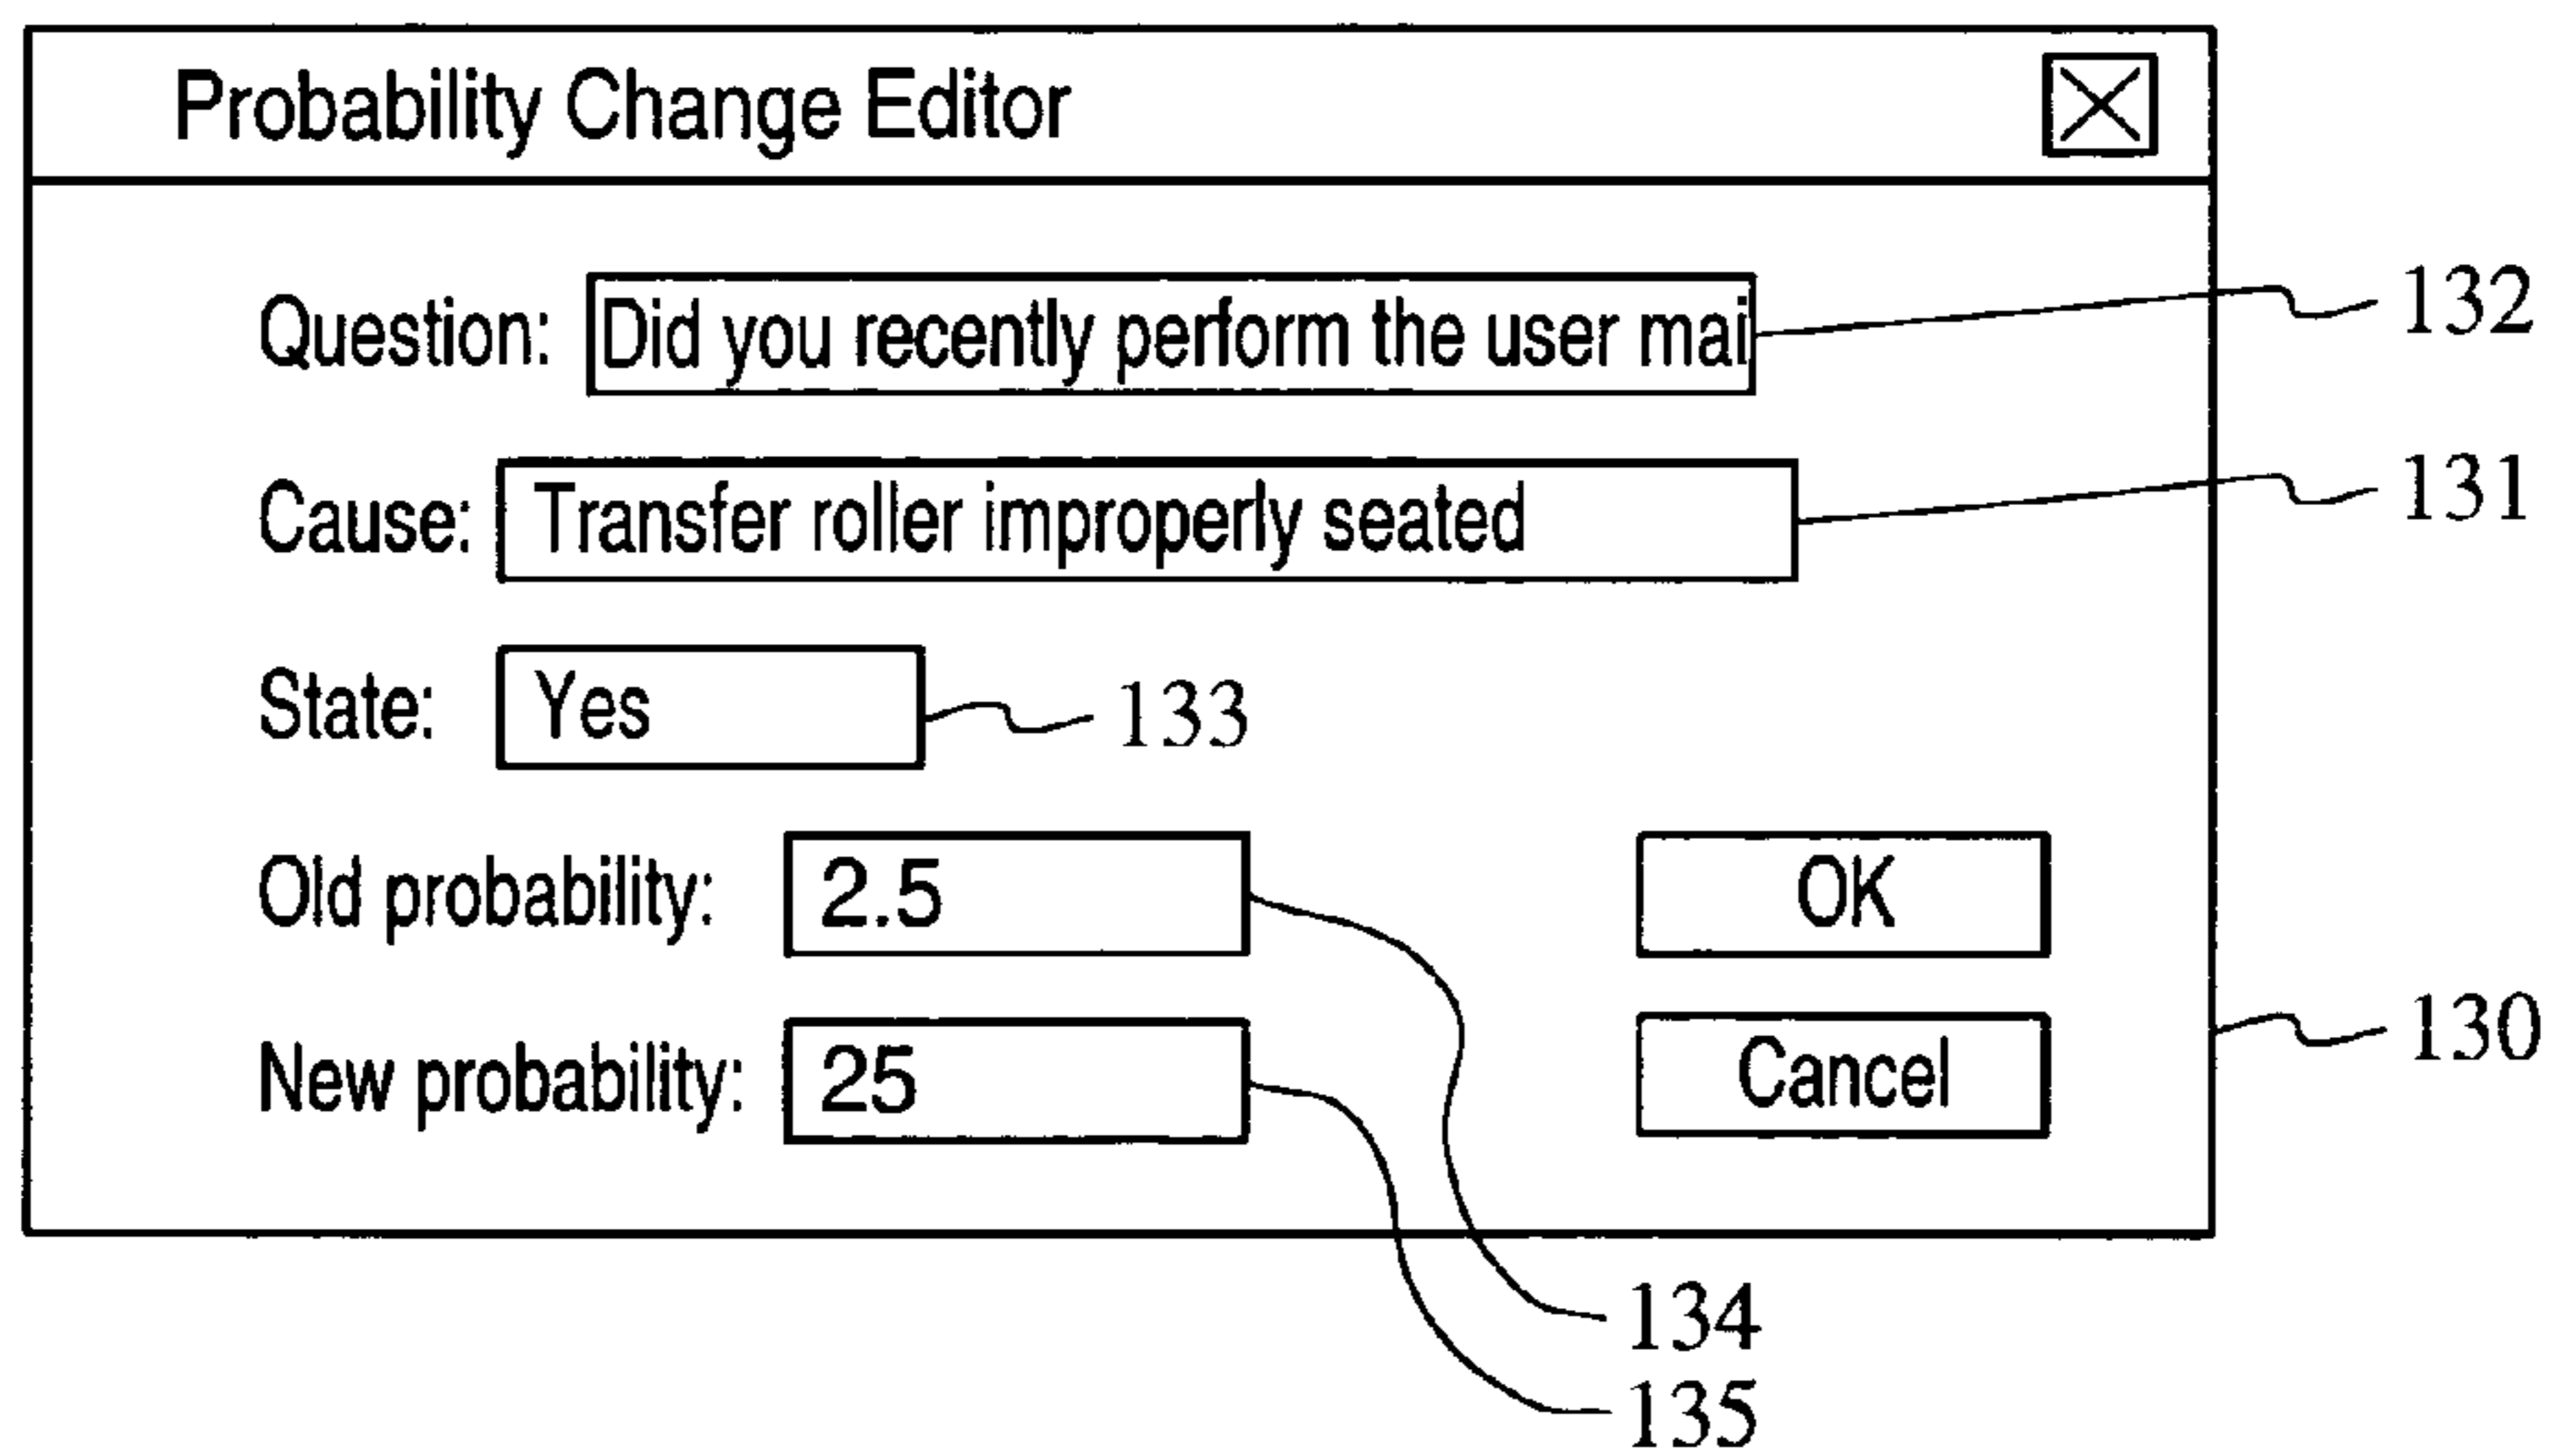 Probability Change Editor
Question: Did you recently perform the user mai 132
Cause: Transfer roller improperly seated 131
State: Yes 133
Old probability: 2.5 OK
New probability: 25 Cancel 130
134
135